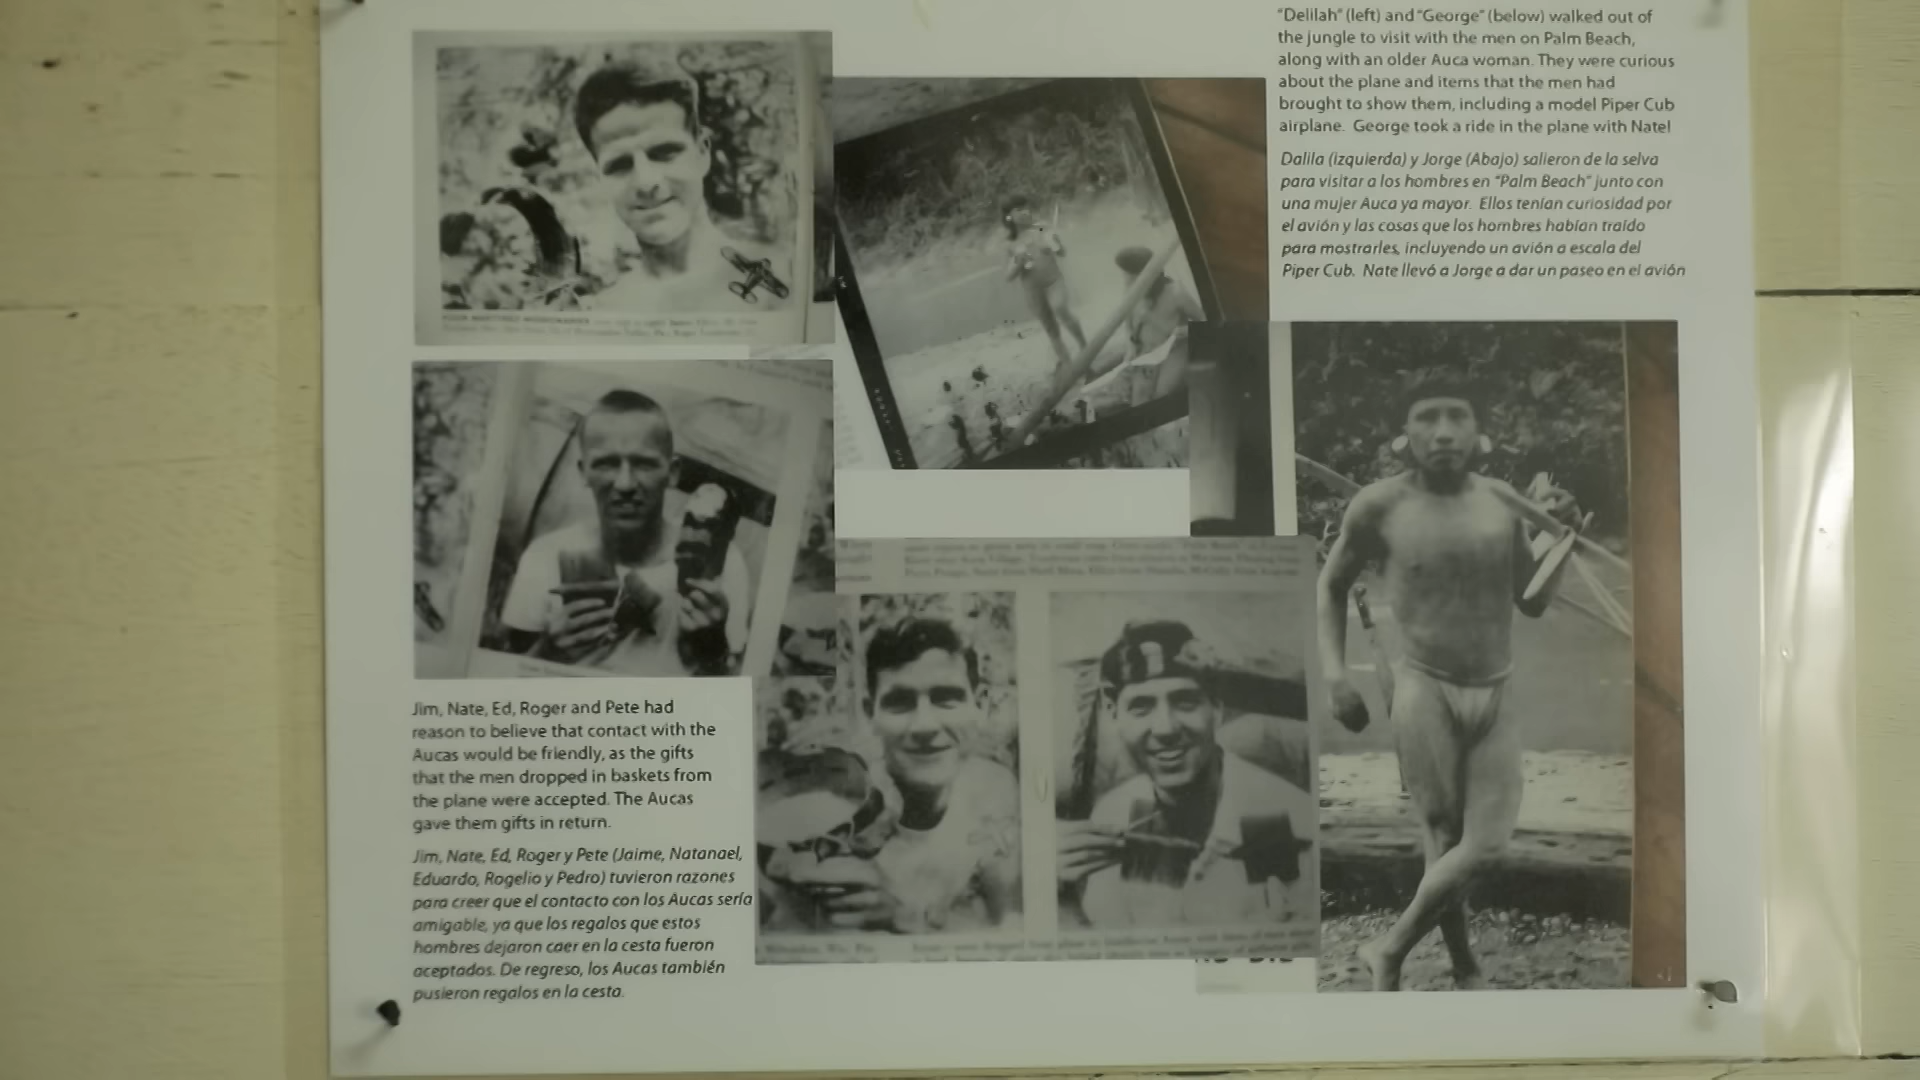 "Delilah" (left) and "George" (below) walked out of
the jungle to visit with the men on Palm Beach,
along with an older Auca woman. They were curious
about the plane and items that the men had
brought to show them, including a model Piper Cub
airplane. George took a ride in the plane with Nate!
Dalila (izquierda) y Jorge (Abajo) salieron de la selva
para visitar a los hombres en "Palm Beach" junto con
una mujer Auca ya mayor. Ellos tenían curiosidad por
el avión y las cosas que los hombres habían traído
para mostrarles, incluyendo un avión a escala del
Piper Cub. Nate llevó a Jorge a dar un paseo en el avión
Jim, Nate, Ed, Roger and Pete had
reason to believe that contact with the
Aucas would be friendly, as the gifts
that the men dropped in baskets from
the plane were accepted. The Aucas
gave them gifts in return.
Jim, Nate, Ed, Roger y Pete (Jaime, Natanael,
Eduardo, Rogelio y Pedro) tuvieron razones
para creer que el contacto con los Aucas sería
amigable, ya que los regalos que estos
hombres dejaron caer en la cesta fueron
aceptados. De regreso, los Aucas también
pusieron regalos en la cesta.